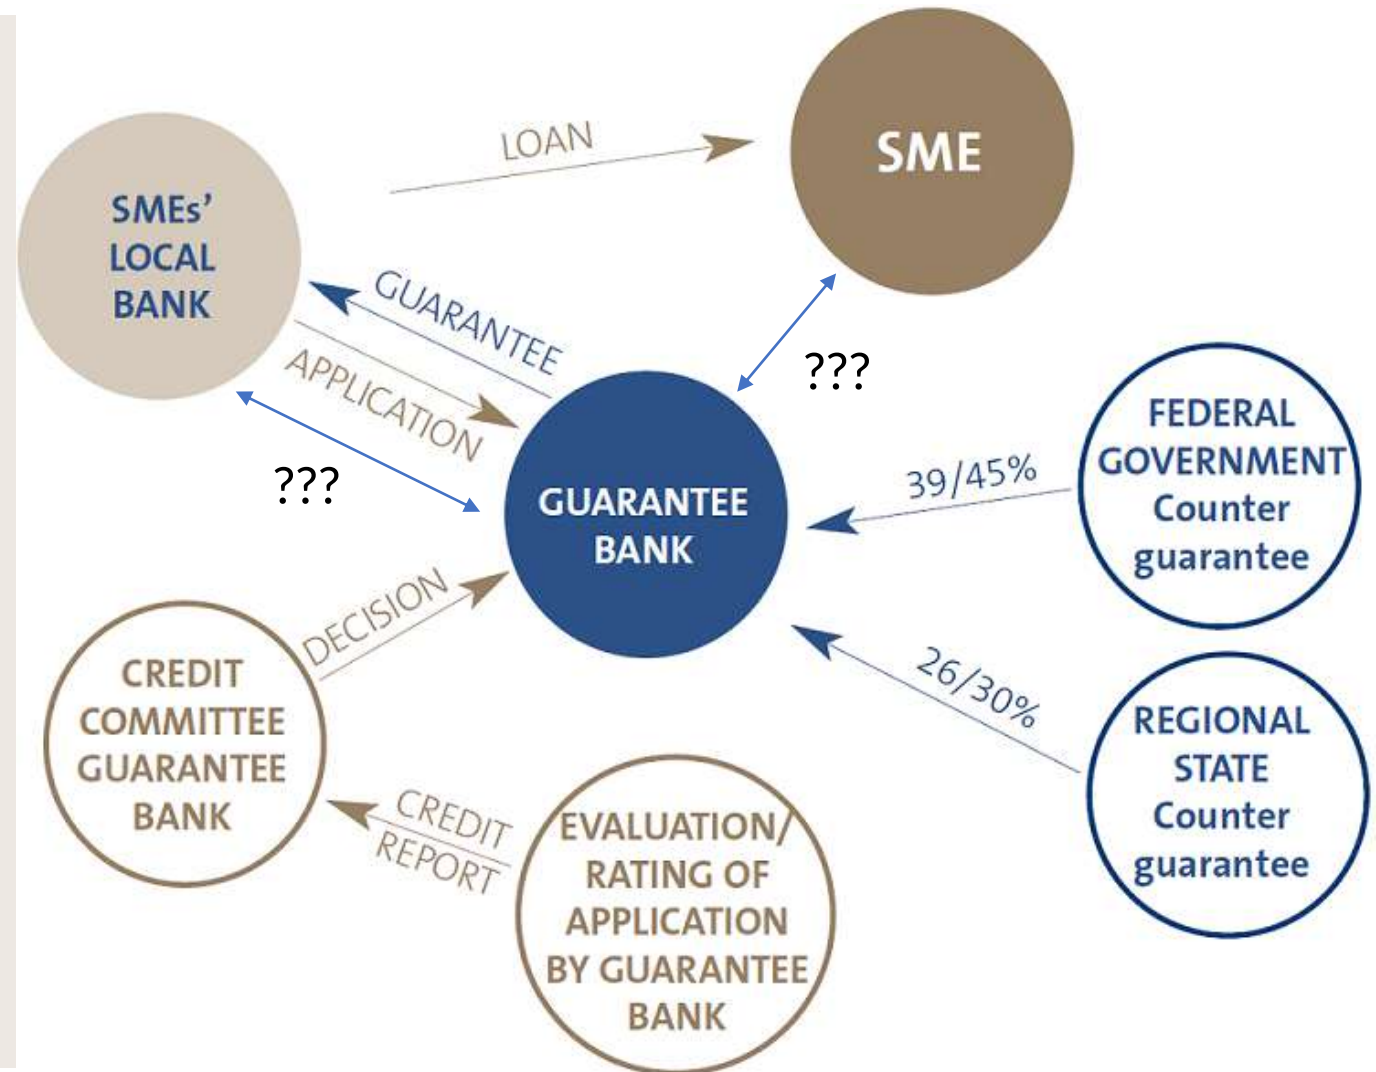 LOAN
SME
SMEs'
LOCAL
BANK
GUARANTEE
APPLICATION
???
???
GUARANTEE
BANK
39/45%
FEDERAL
GOVERNMENT
Counter
guarantee
DECISION
26/30%
CREDIT
COMMITTEE
GUARANTEE
BANK
REGIONAL
STATE
Counter
guarantee
CREDIT
REPORT
EVALUATION/
RATING OF
APPLICATION
BY GUARANTEE
BANK